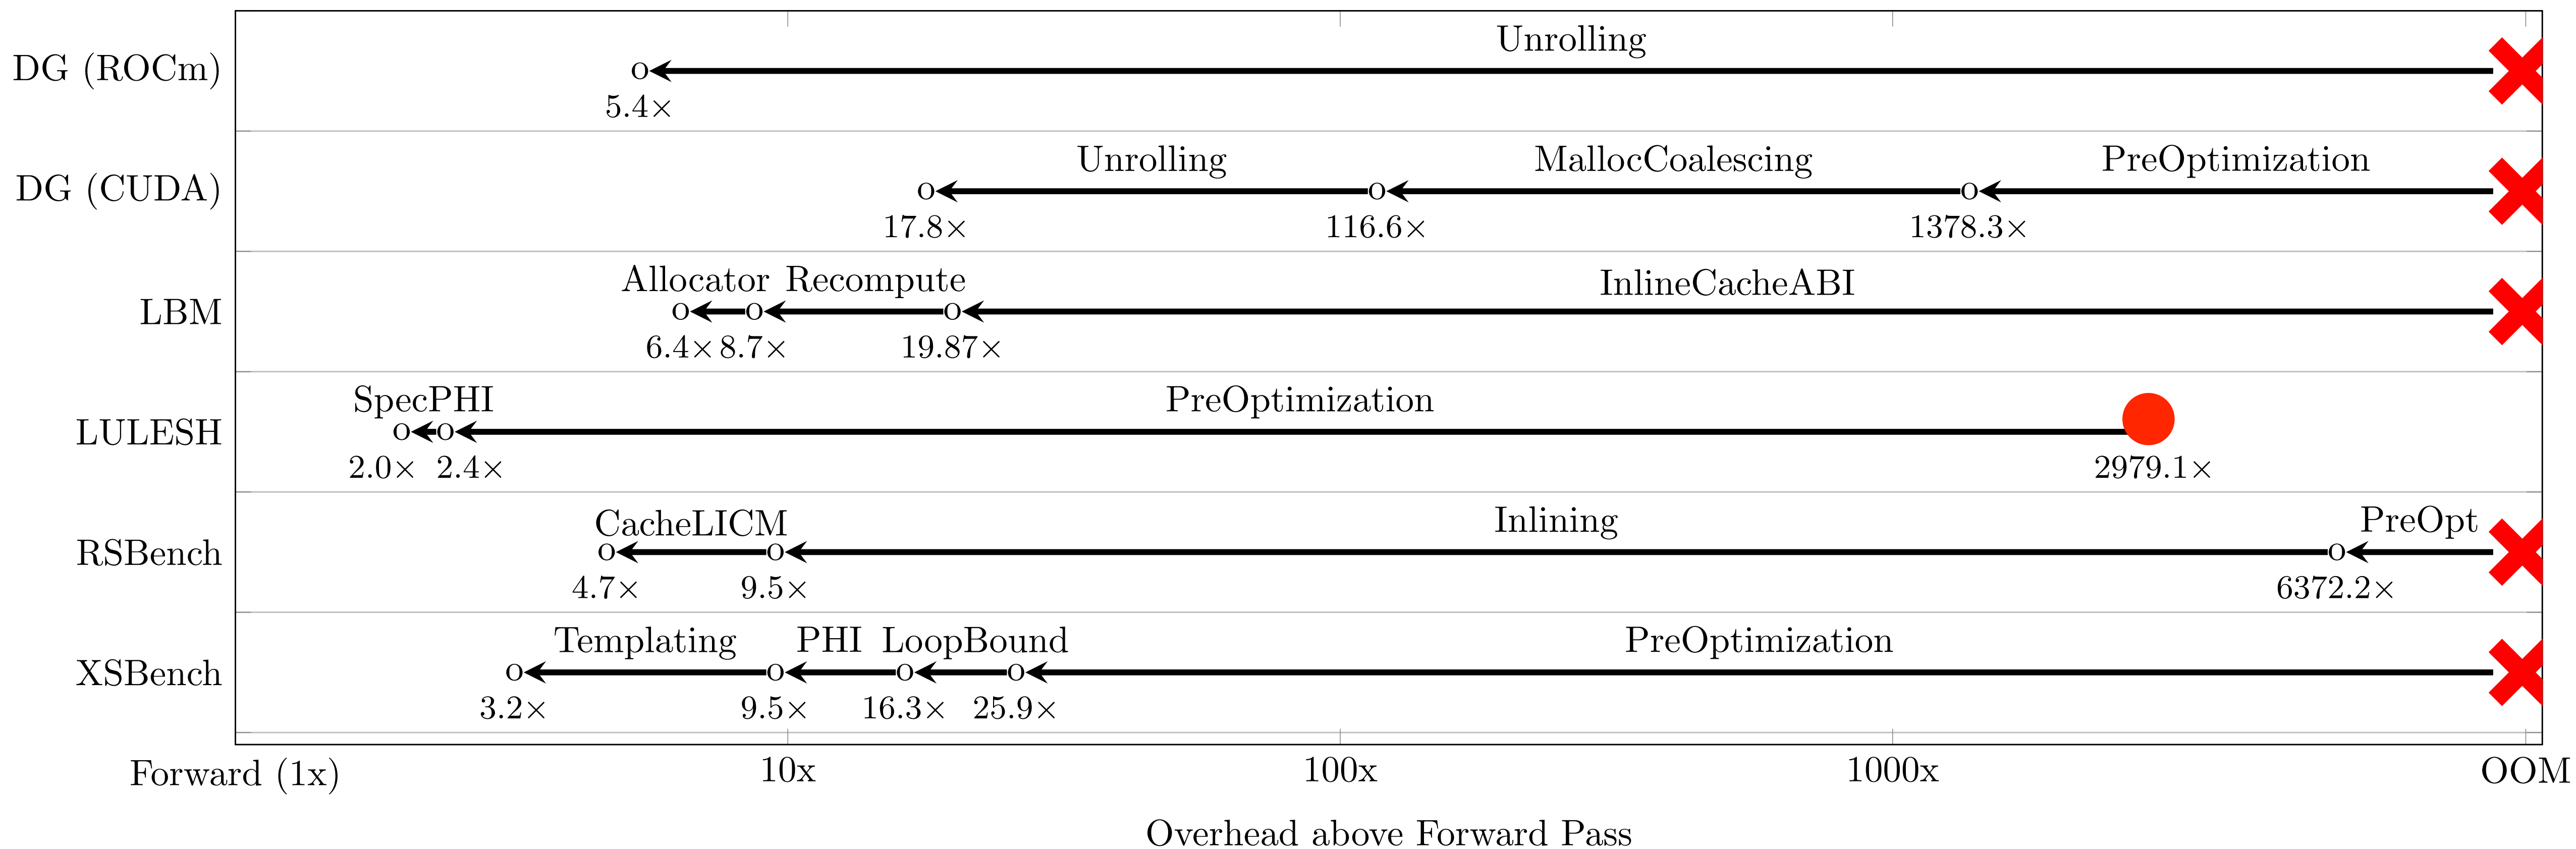 Unrolling
DG (ROCm)
5.4×
Unrolling MallocCoalescing PreOptimization
DG (CUDA)
17.8× 116.6× 1378.3×
Allocator Recompute InlineCacheABI
LBM
6.4× 8.7× 19.87×
SpecPHI PreOptimization
LULESH
2.0× 2.4× 2979.1×
CacheLICM Inlining PreOpt
RSBench
4.7× 9.5× 6372.2×
Templating PHI LoopBound PreOptimization
XSBench
3.2× 9.5× 16.3× 25.9×
Forward (1x) 10x 100x 1000x OOM
Overhead above Forward Pass